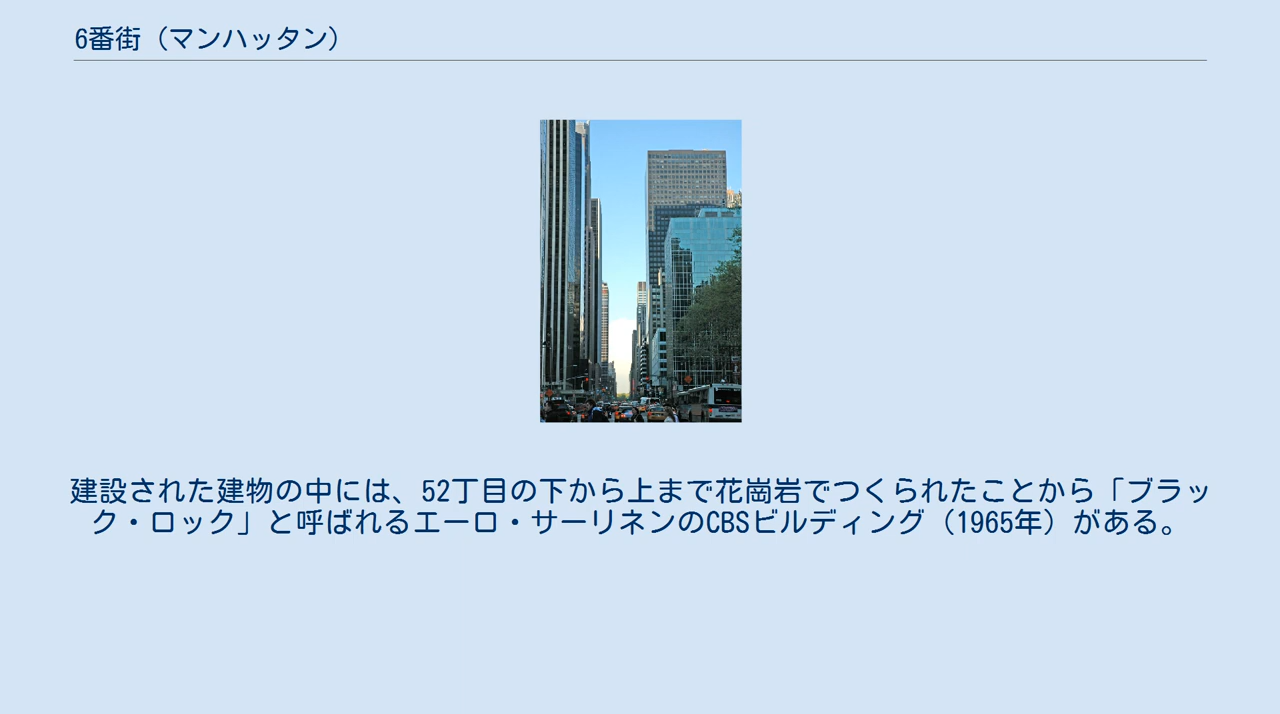 6番街（マンハッタン）
建設された建物の中には、52丁目の下から上まで花崗岩でつくられたことから「ブラッ
ク・ロック」と呼ばれるエーロ・サーリネンのCBSビルディング（1965年）がある。